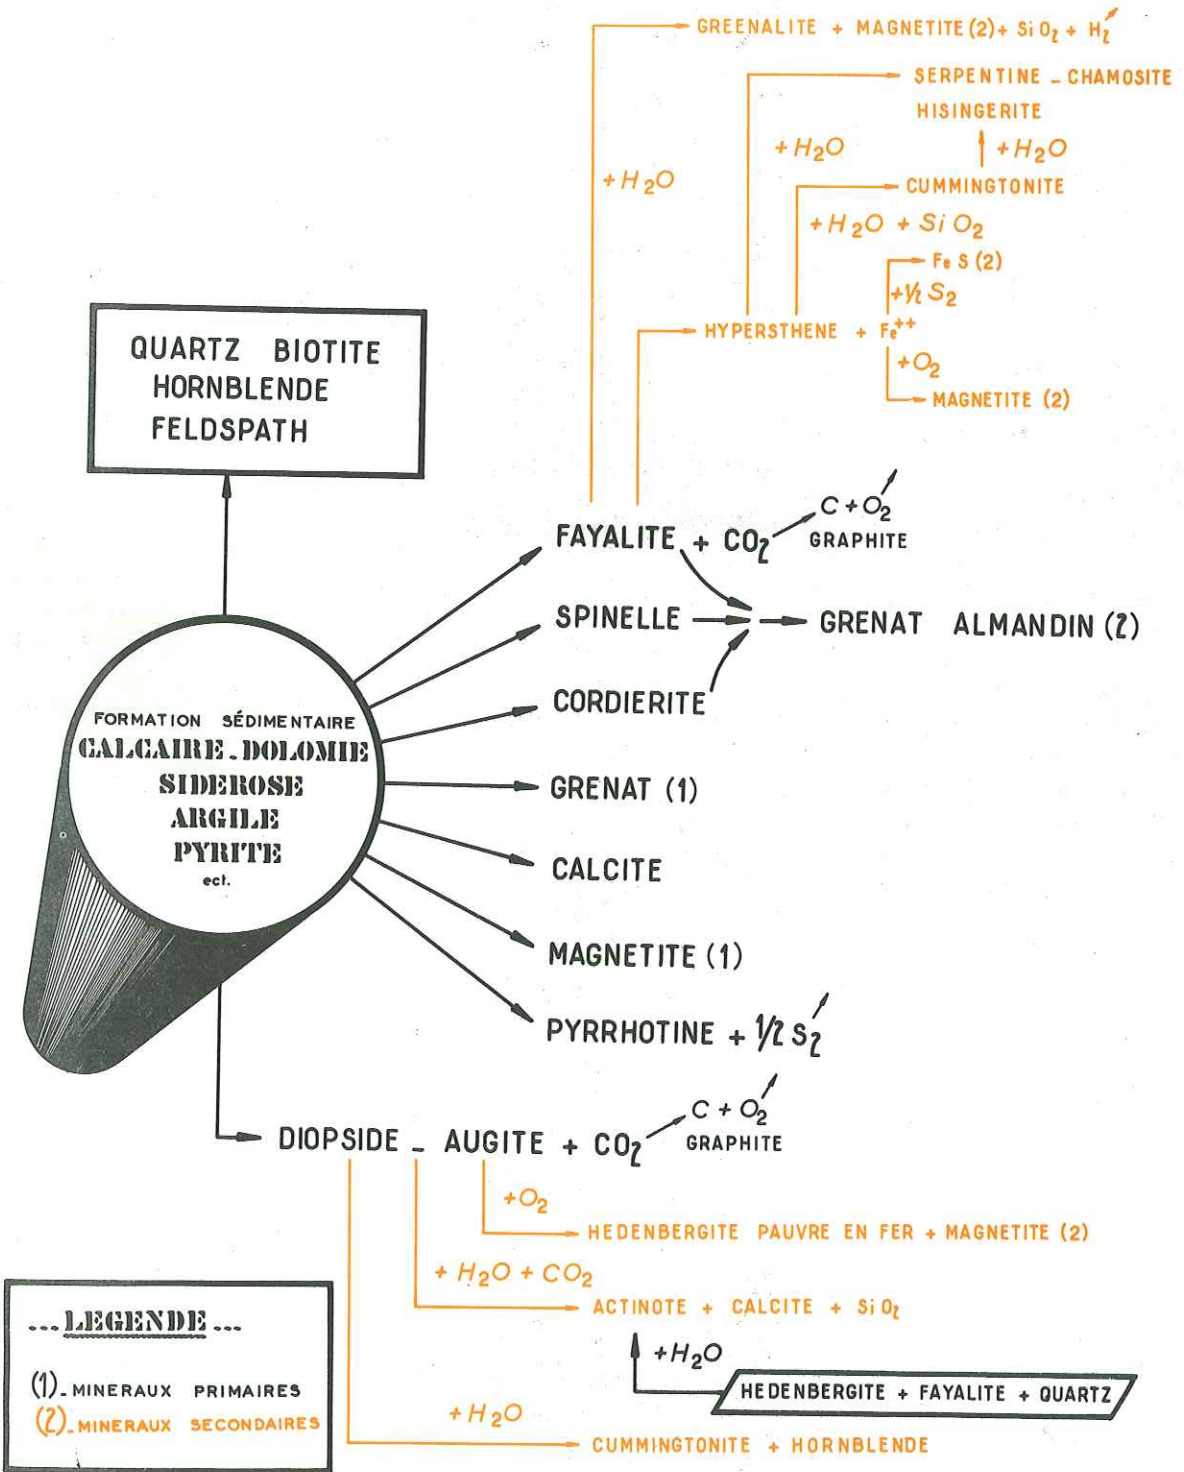 GREENALITE + MAGNETITE (2) + SiO2 + H2
SERPENTINE _ CHAMOSITE
HISINGERITE
+H2O
+H2O
+H2O
CUMMINGTONITE
+H2O + SiO2
FeS (2)
+1/2 S2
HYPERSTHENE + Fe++
+O2
MAGNETITE (2)
QUARTZ BIOTITE
HORNBLENDE
FELDSPATH
C + O2
FAYALITE + CO2
GRAPHITE
SPINELLE
GRENAT ALMANDIN (2)
CORDIERITE
FORMATION SÉDIMENTAIRE
CALCAIRE_DOLOMIE
SIDEROSE
ARGILE
PYRITE
ect.
GRENAT (1)
CALCITE
MAGNETITE (1)
PYRRHOTINE + 1/2 S2
C + O2
DIOPSIDE _ AUGITE + CO2
GRAPHITE
+O2
HEDENBERGITE PAUVRE EN FER + MAGNETITE (2)
+ H2O + CO2
ACTINOTE + CALCITE + SiO2
+H2O
HEDENBERGITE + FAYALITE + QUARTZ
+H2O
CUMMINGTONITE + HORNBLENDE
...LEGENDE...
(1)_MINERAUX PRIMAIRES
(2)_MINERAUX SECONDAIRES